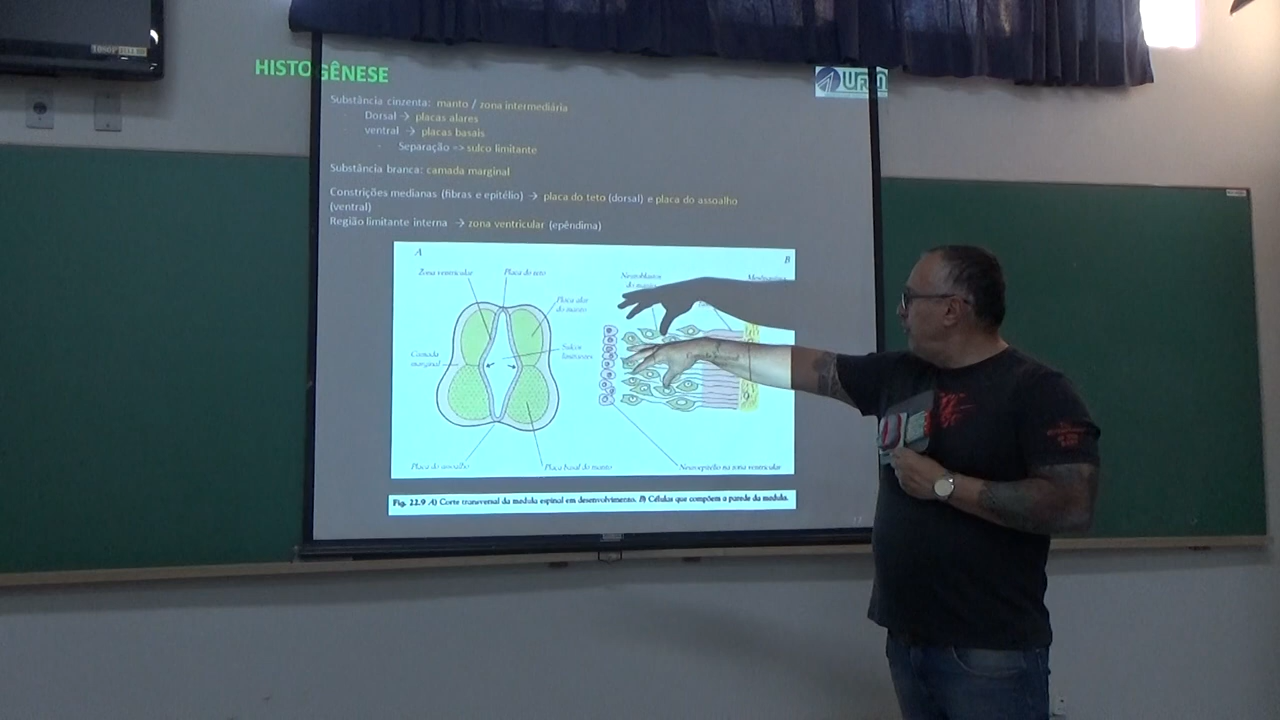 HISTOGÊNESE
Substância cinzenta: manto / zona intermediária
Dorsal → placas alares
ventral → placas basais
- Separação => sulco limitante
Substância branca: camada marginal
Constrições medianas (fibras e epitélio) → placa do teto (dorsal) e placa do assoalho
(ventral)
Região limitante interna → zona ventricular (epêndima)
A
B
Zona ventricular
Placa do teto
Neuroblastos
do manto
Placa alar
do manto
Camada
marginal
Sulcos
limitantes
Placa do assoalho
Placa basal do manto
Neuroepitélio na zona ventricular
Fig. 22.9 A) Corte transversal da medula espinal em desenvolvimento. B) Células que compõem a parede da medula.